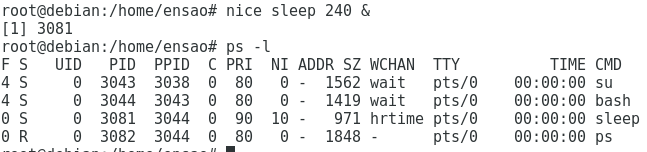 root@debian:/home/ensao# nice sleep 240 &
[1] 3081
root@debian:/home/ensao# ps -l
F S   UID   PID  PPID  C PRI  NI ADDR SZ WCHAN  TTY          TIME CMD
4 S     0  3043  3038  0  80   0 -  1562 wait   pts/0    00:00:00 su
4 S     0  3044  3043  0  80   0 -  1419 wait   pts/0    00:00:00 bash
0 S     0  3081  3044  0  90  10 -   971 hrtime pts/0    00:00:00 sleep
0 R     0  3082  3044  0  80   0 -  1848 -      pts/0    00:00:00 ps
root@debian:/home/ensao#